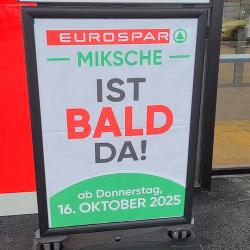 EUROSPAR
MIKSCHE
IST
BALD
DA!
ab Donnerstag,
16. OKTOBER 2025